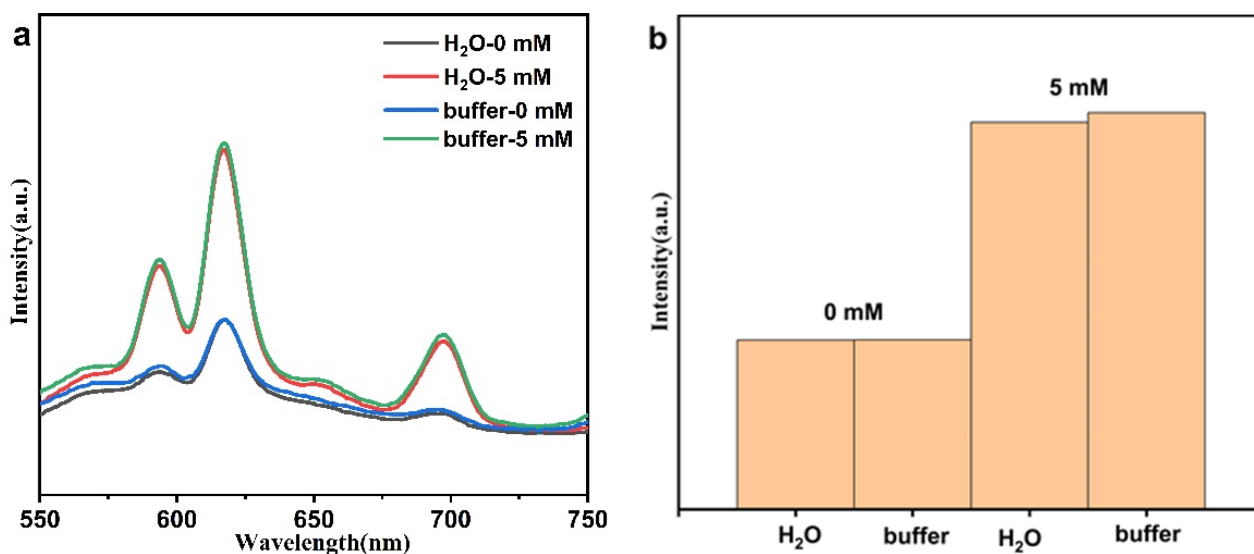 a
H₂O-0 mM
H₂O-5 mM
buffer-0 mM
buffer-5 mM
Intensity(a.u.)
550 600 650 700 750
Wavelength(nm)
b
5 mM
0 mM
Intensity(a.u.)
H₂O buffer H₂O buffer